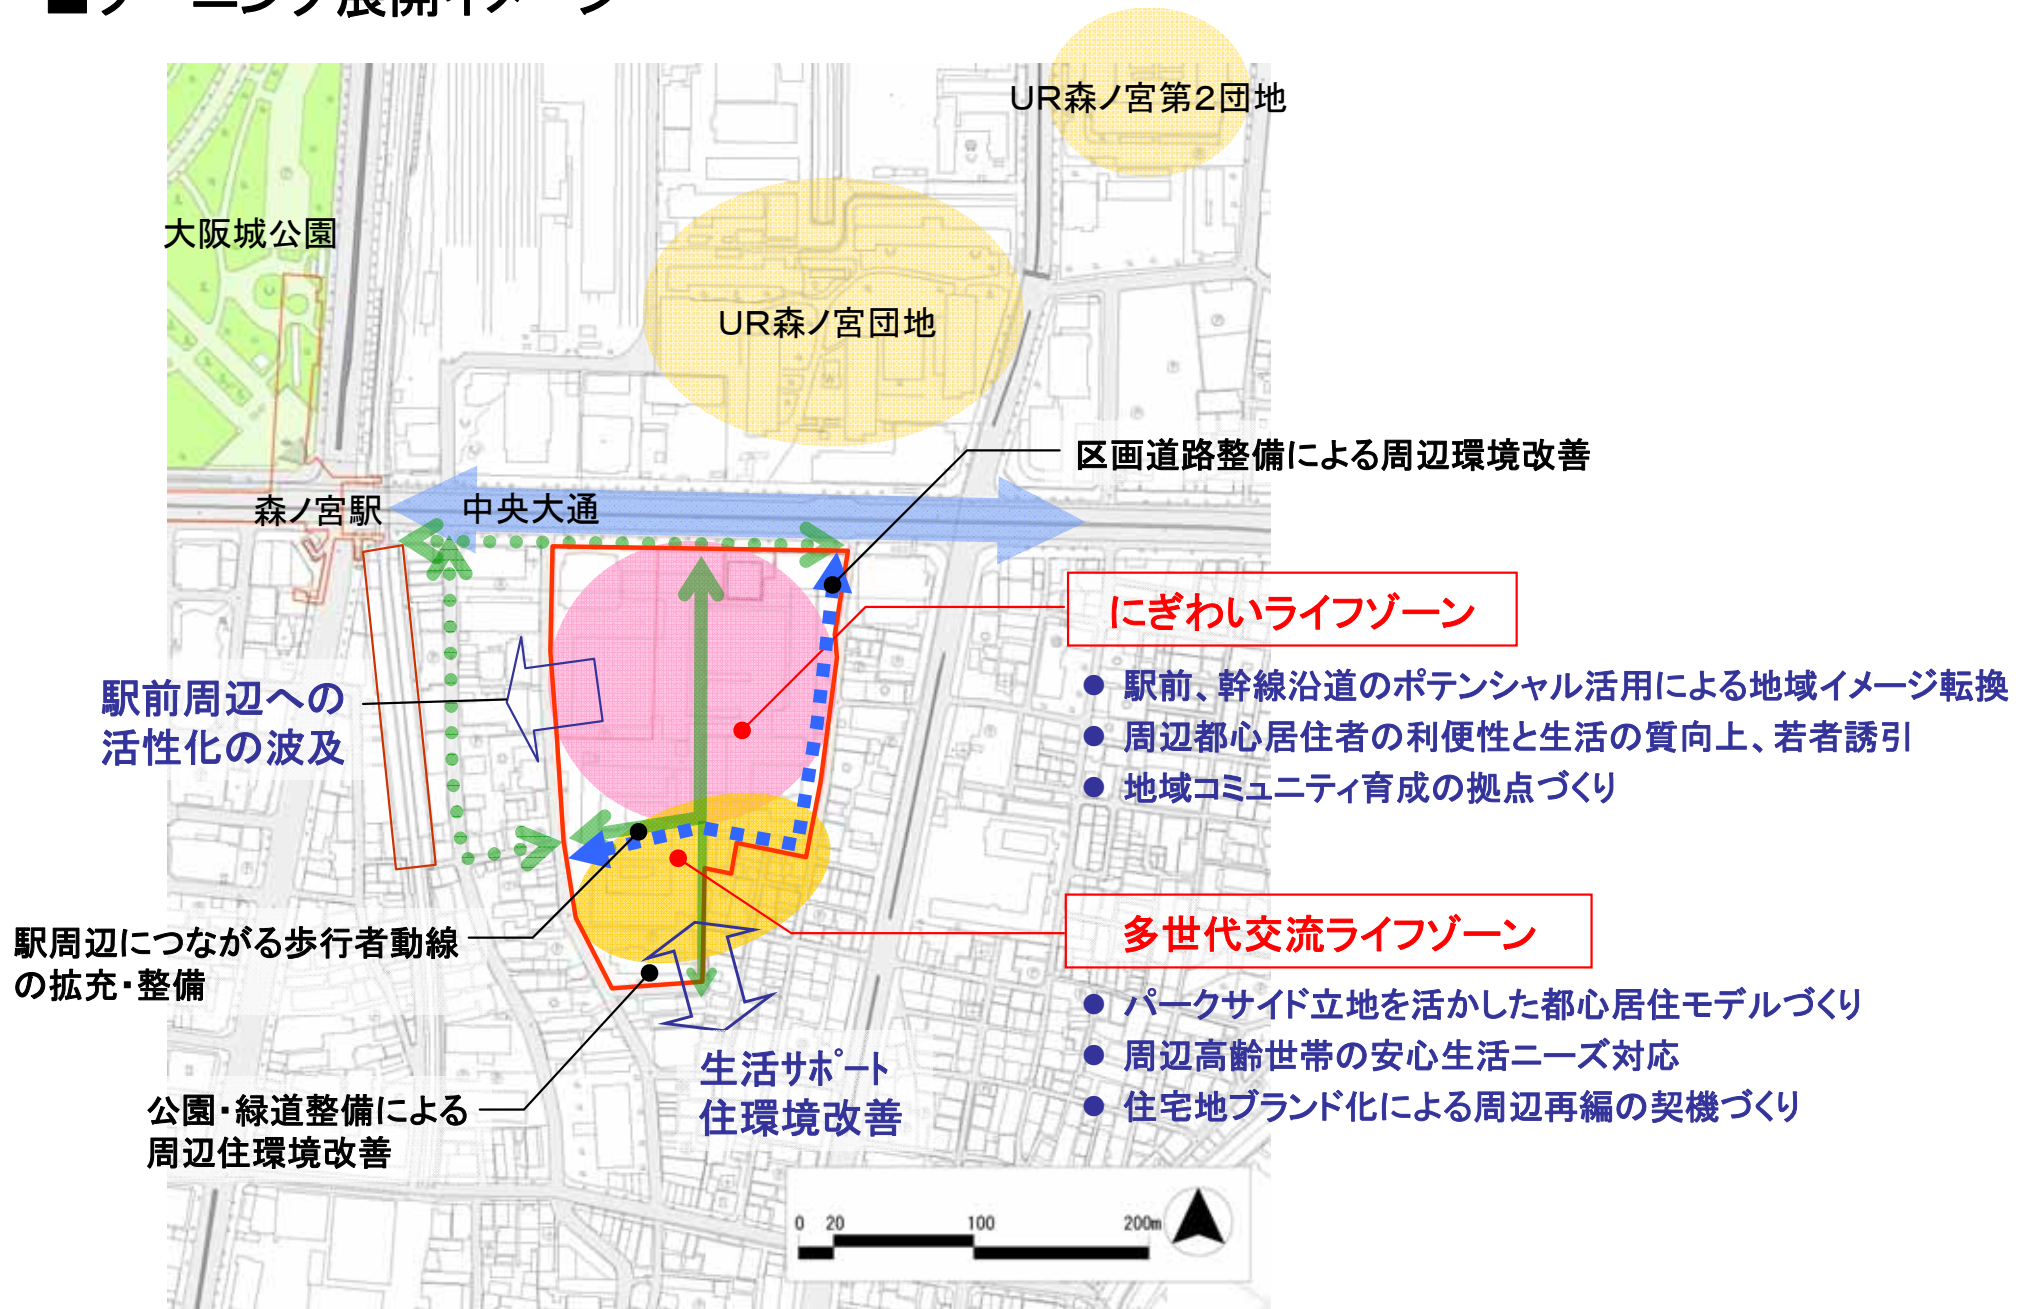 ■ゾーニング展開イメージ
UR森ノ宮第2団地
大阪城公園
UR森ノ宮団地
区画道路整備による周辺環境改善
森ノ宮駅
中央大通
にぎわいライフゾーン
● 駅前、幹線沿道のポテンシャル活用による地域イメージ転換
● 周辺都心居住者の利便性と生活の質向上、若者誘引
● 地域コミュニティ育成の拠点づくり
駅前周辺への
活性化の波及
多世代交流ライフゾーン
● パークサイド立地を活かした都心居住モデルづくり
● 周辺高齢世帯の安心生活ニーズ対応
● 住宅地ブランド化による周辺再編の契機づくり
駅周辺につながる歩行者動線
の拡充・整備
生活サポート
住環境改善
公園・緑道整備による
周辺住環境改善
0 20 100 200m